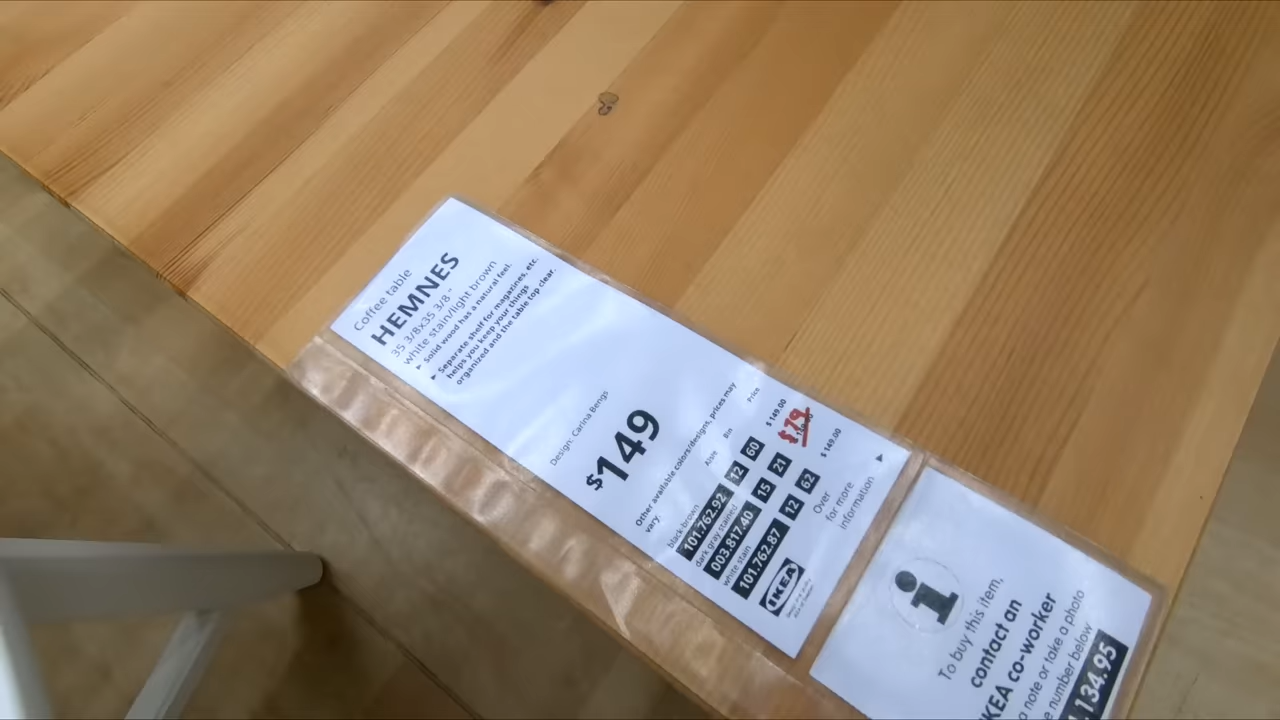 Coffee table
HEMNES
35 3/8x35 3/8"
white stain/light brown
► Solid wood has a natural feel.
► Separate shelf for magazines, etc.
helps you keep your things
organized and the table top clear.
Design: Carina Bengs
$149
Other available colors/designs, prices may
vary.
Aisle Bin Price
black-brown
101.762.92 12 60 $149.00
dark gray stained
003.817.40 15 21 $79
white stain
101.762.87 12 62 $149.00
Over
for more
information
IKEA
i
To buy this item,
contact an
IKEA co-worker
a note or take a photo
number below
134.95